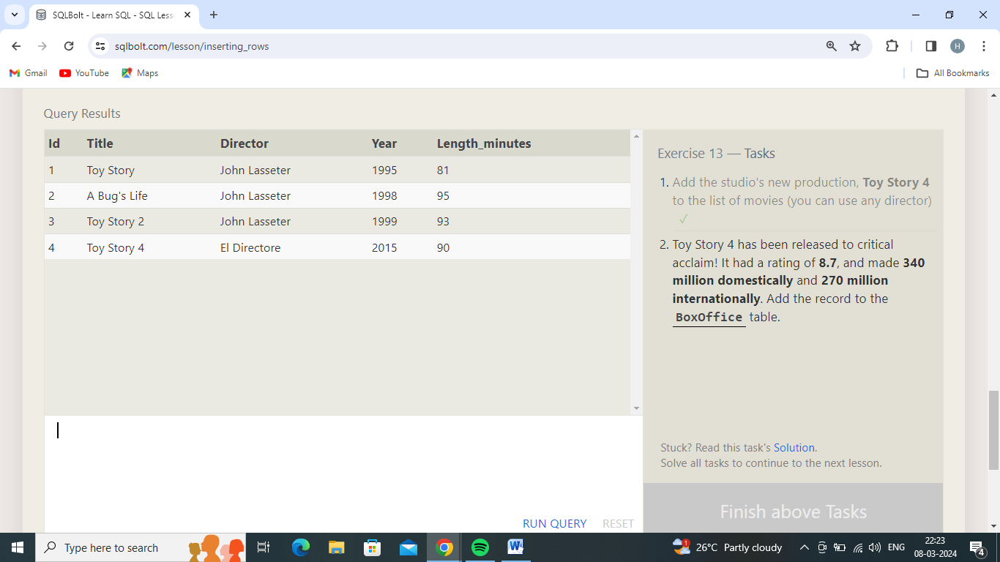 SQLBolt - Learn SQL - SQL Less
sqlbolt.com/lesson/inserting_rows
H
Gmail YouTube Maps All Bookmarks
Query Results
Id Title Director Year Length_minutes
1 Toy Story John Lasseter 1995 81
2 A Bug's Life John Lasseter 1998 95
3 Toy Story 2 John Lasseter 1999 93
4 Toy Story 4 El Directore 2015 90
Exercise 13 — Tasks
1. Add the studio's new production, Toy Story 4
to the list of movies (you can use any director)
✓
2. Toy Story 4 has been released to critical
acclaim! It had a rating of 8.7, and made 340
million domestically and 270 million
internationally. Add the record to the
BoxOffice table.
Stuck? Read this task's Solution.
Solve all tasks to continue to the next lesson.
Finish above Tasks
RUN QUERY RESET
Type here to search
1
26°C Partly cloudy
ENG
22:23
08-03-2024
4